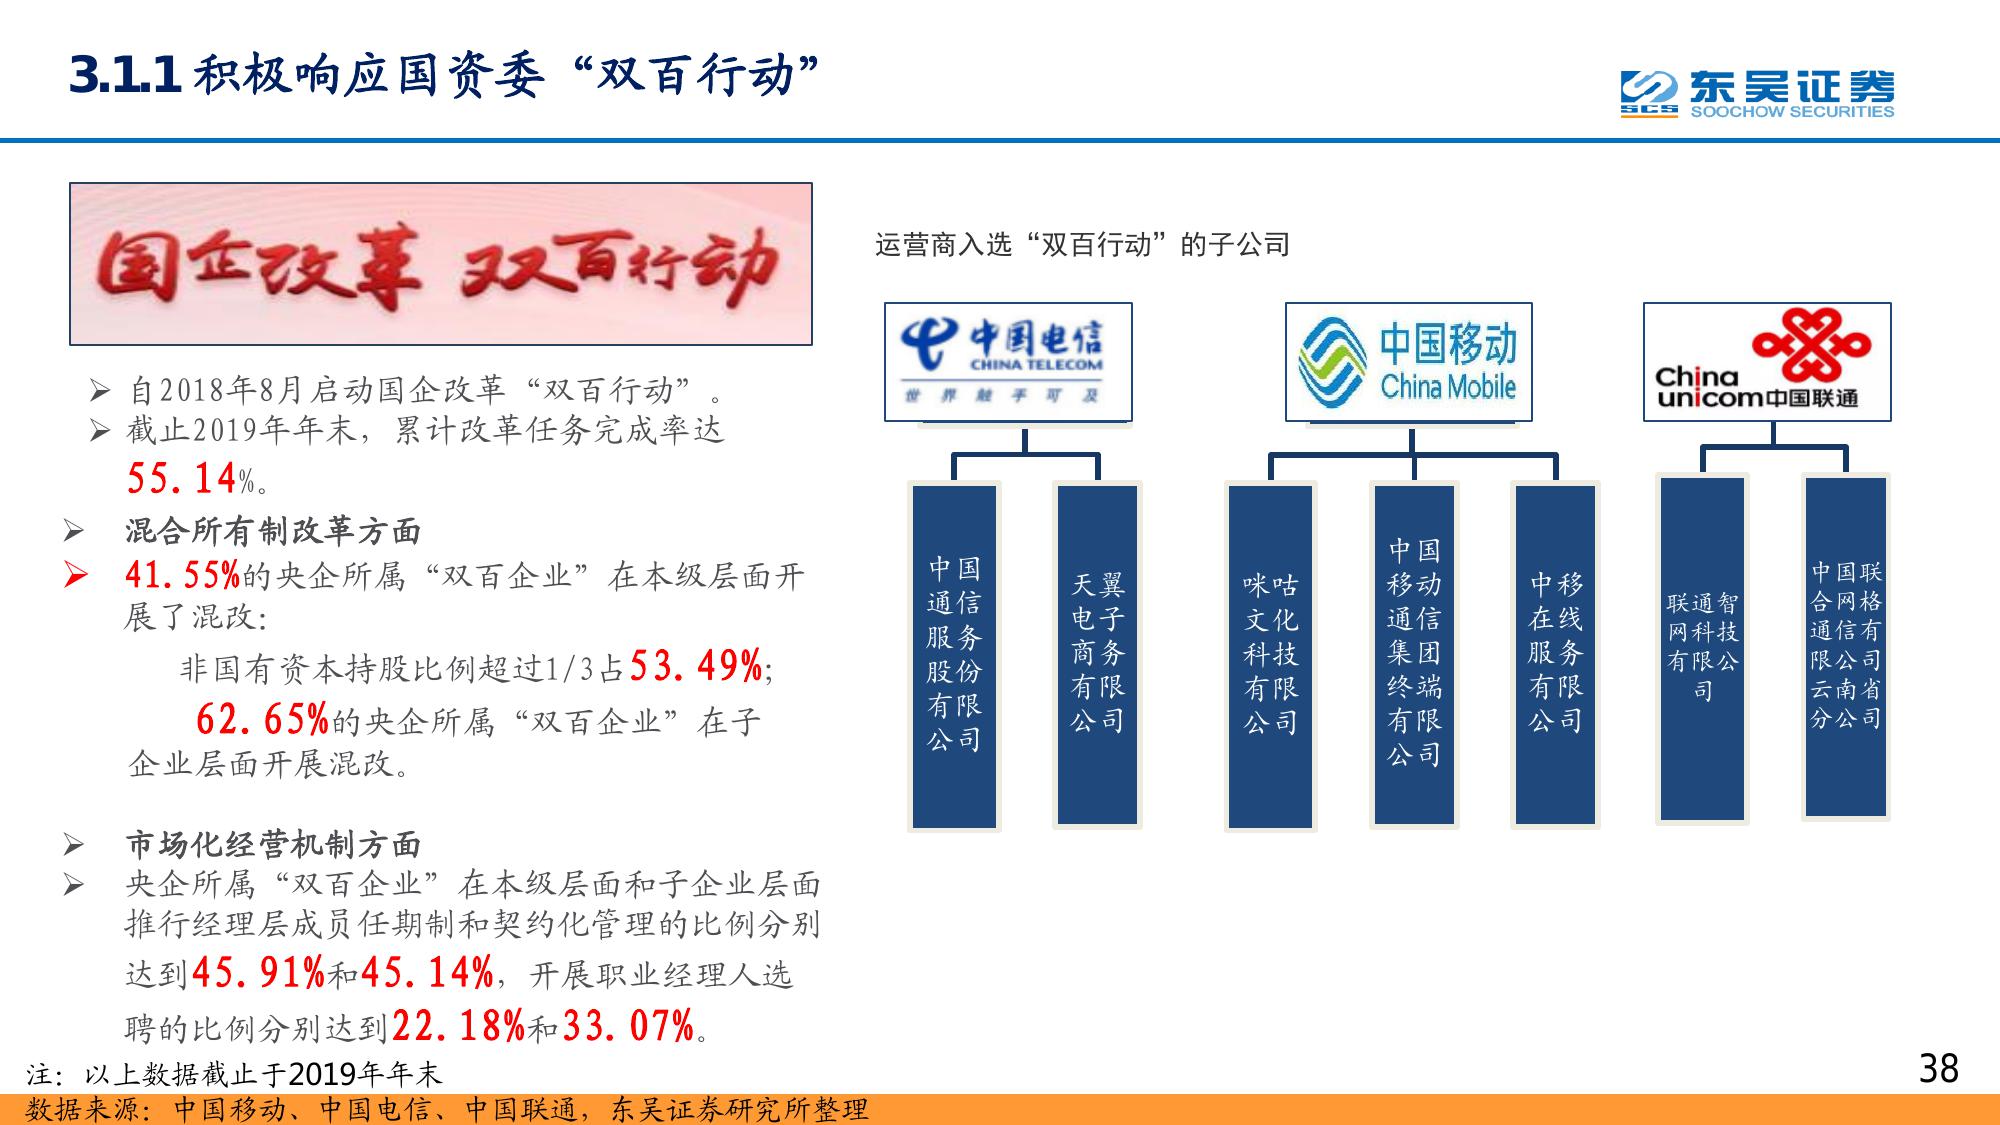 3.1.1积极响应国资委“双百行动”
东吴证券
SCS
SOOCHOW SECURITIES
国企改革 双百行动
自2018年8月启动国企改革“双百行动”。
截止2019年年末，累计改革任务完成率达
55.14%。
混合所有制改革方面
41.55%的央企所属“双百企业”在本级层面开
展了混改：
非国有资本持股比例超过1/3占53.49%；
62.65%的央企所属“双百企业”在子
企业层面开展混改。
市场化经营机制方面
央企所属“双百企业”在本级层面和子企业层面
推行经理层成员任期制和契约化管理的比例分别
达到45.91%和45.14%，开展职业经理人选
聘的比例分别达到22.18%和33.07%。
运营商入选“双百行动”的子公司
中国电信
CHINA TELECOM
世界触手可及
中国
通信
服务
股份
有限
公司
天翼
电子
商务
有限
公司
中国移动
China Mobile
咪咕
文化
科技
有限
公司
中国
移动
通信
集团
终端
有限
公司
中移
在线
服务
有限
公司
China
unicom中国联通
联通智
网科技
有限公
司
中国联
合网格
通信有
限公司
云南省
分公司
注：以上数据截止于2019年年末
数据来源：中国移动、中国电信、中国联通，东吴证券研究所整理
38